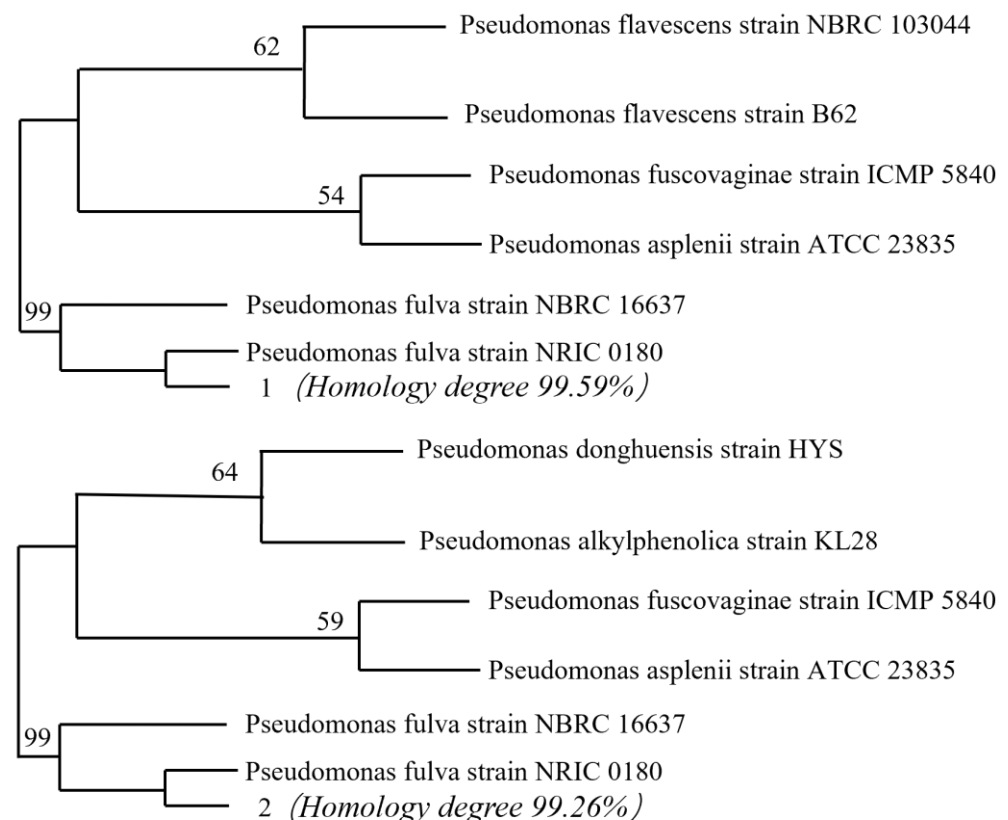 Pseudomonas flavescens strain NBRC 103044
62
Pseudomonas flavescens strain B62
Pseudomonas fuscovaginae strain ICMP 5840
54
Pseudomonas asplenii strain ATCC 23835
99
Pseudomonas fulva strain NBRC 16637
Pseudomonas fulva strain NRIC 0180
1 (Homology degree 99.59%)
Pseudomonas donghuensis strain HYS
64
Pseudomonas alkylphenolica strain KL28
Pseudomonas fuscovaginae strain ICMP 5840
59
Pseudomonas asplenii strain ATCC 23835
99
Pseudomonas fulva strain NBRC 16637
Pseudomonas fulva strain NRIC 0180
2 (Homology degree 99.26%)